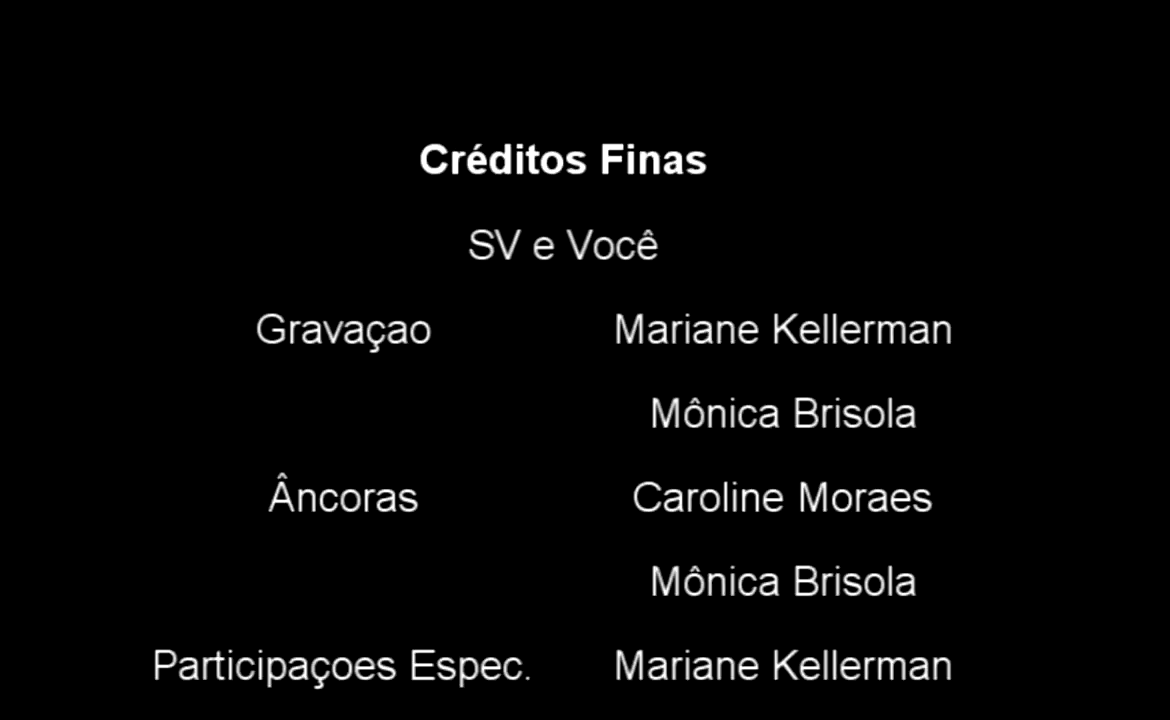 Créditos Finas
SV e Você
Gravaçao Mariane Kellerman
Mônica Brisola
Âncoras Caroline Moraes
Mônica Brisola
Participaçoes Espec. Mariane Kellerman